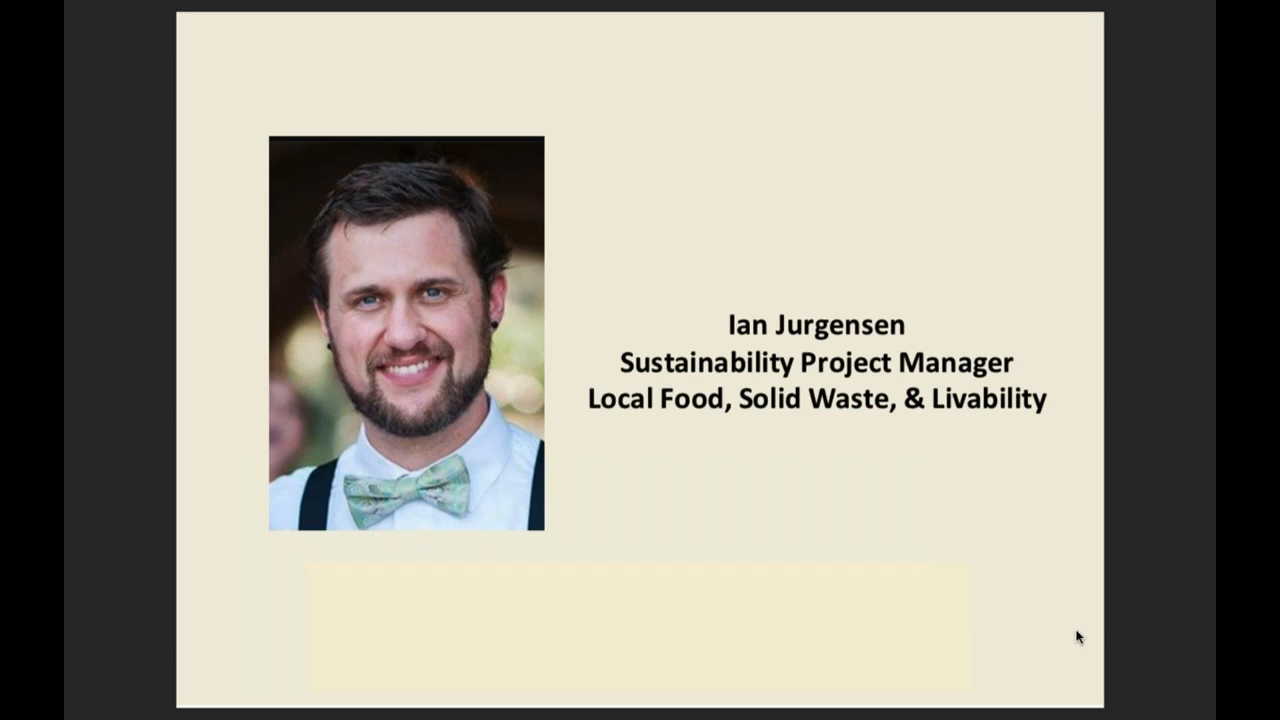 Ian Jurgensen
Sustainability Project Manager
Local Food, Solid Waste, & Livability